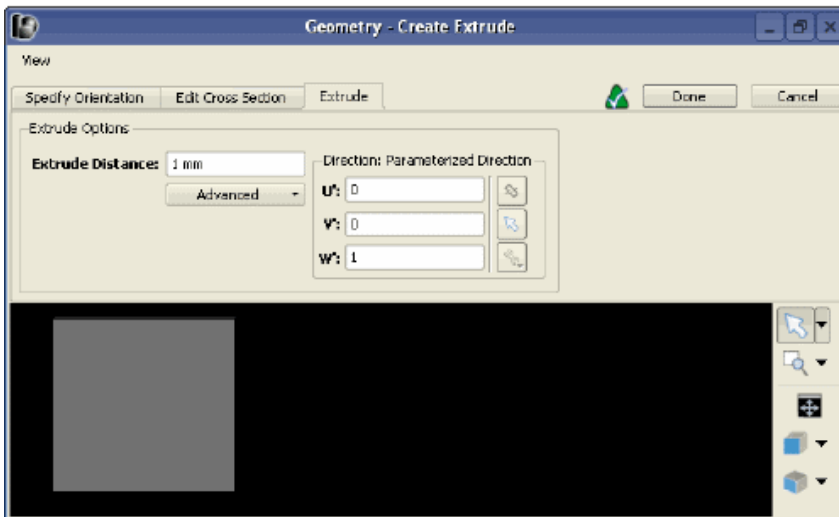 Geometry - Create Extrude
View
Specify Orientation Edit Cross Section Extrude Done Cancel
Extrude Options
Extrude Distance: 1 mm
Direction: Parameterized Direction
Advanced
U': 0
V': 0
W': 1